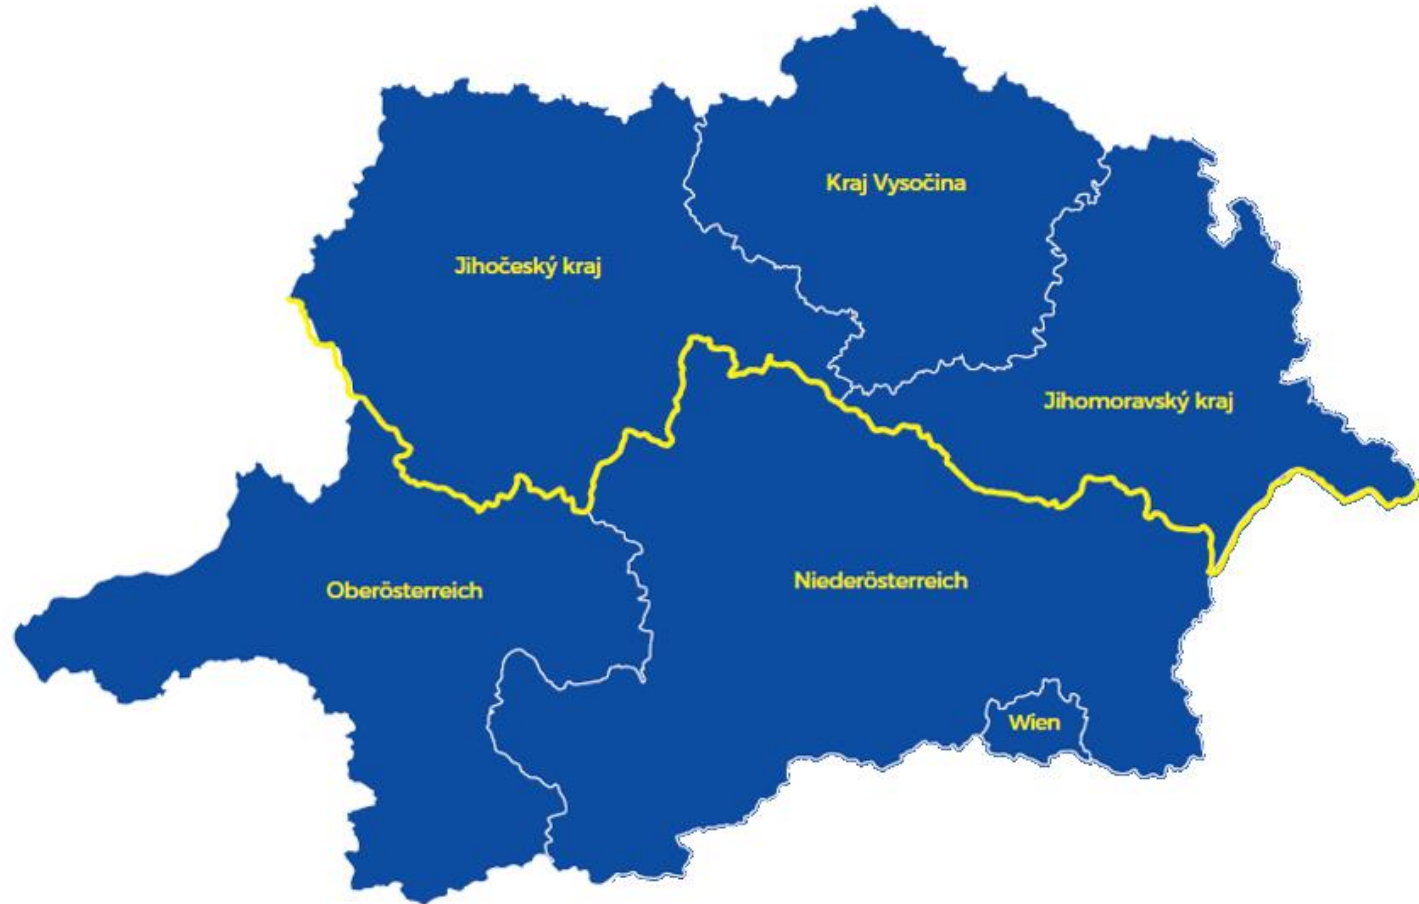 Kraj Vysočina
Jihočeský kraj
Jihomoravský kraj
Niederösterreich
Oberösterreich
Wien